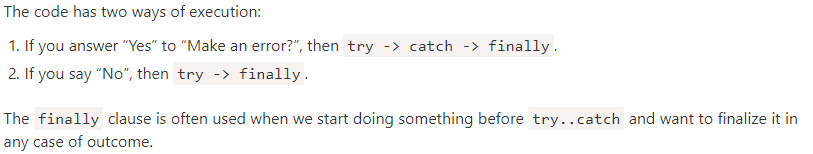 The code has two ways of execution:
1. If you answer “Yes” to “Make an error?”, then try -> catch -> finally.
2. If you say “No”, then try -> finally.
The finally clause is often used when we start doing something before try..catch and want to finalize it in
any case of outcome.